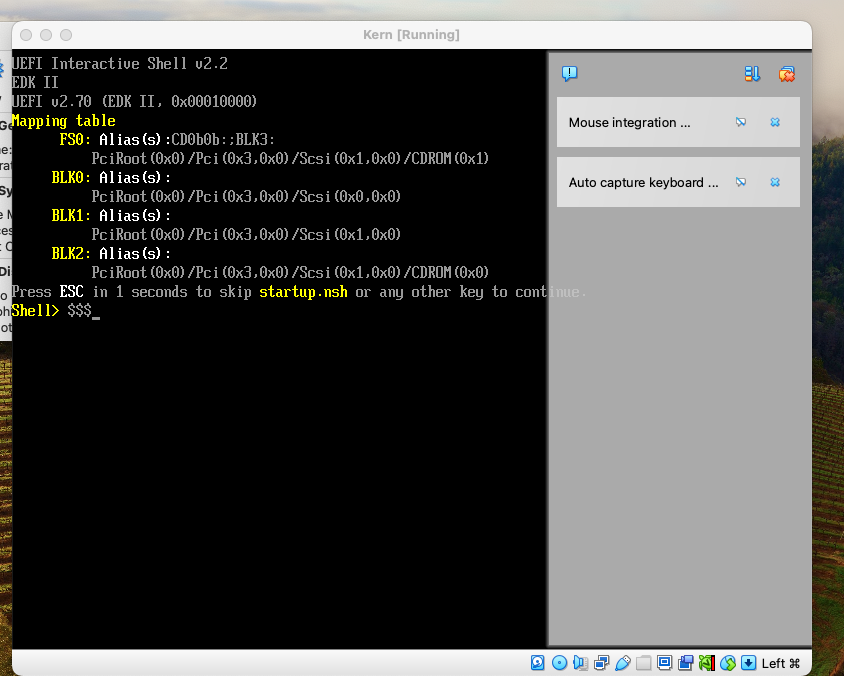 Kern [Running]
UEFI Interactive Shell v2.2
EDK II
UEFI v2.70 (EDK II, 0x00010000)
Mapping table
FS0: Alias(s):CD0b0b:;BLK3:
PciRoot(0x0)/Pci(0x3,0x0)/Scsi(0x1,0x0)/CDROM(0x1)
BLK0: Alias(s):
PciRoot(0x0)/Pci(0x3,0x0)/Scsi(0x0,0x0)
BLK1: Alias(s):
PciRoot(0x0)/Pci(0x3,0x0)/Scsi(0x1,0x0)
BLK2: Alias(s):
PciRoot(0x0)/Pci(0x3,0x0)/Scsi(0x1,0x0)/CDROM(0x0)
Press ESC in 1 seconds to skip startup.nsh or any other key to continue.
Shell> $$$_
Mouse integration ...
Auto capture keyboard ...
Left ⌘